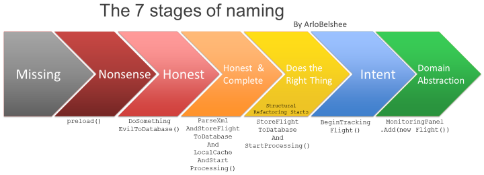 The 7 stages of naming
By ArloBelshee
Missing
Nonsense
Honest
Honest &
Complete
Does the
Right Thing
Intent
Domain
Abstraction
Structural
Refactoring Starts
preload()
DoSomething
EvilToDatabase()
ParseXml
AndStoreFlight
ToDatabase
And
LocalCache
AndStart
Processing()
StoreFlight
ToDatabase
And
StartProcessing()
BeginTracking
Flight()
MonitoringPanel
.Add(new Flight())